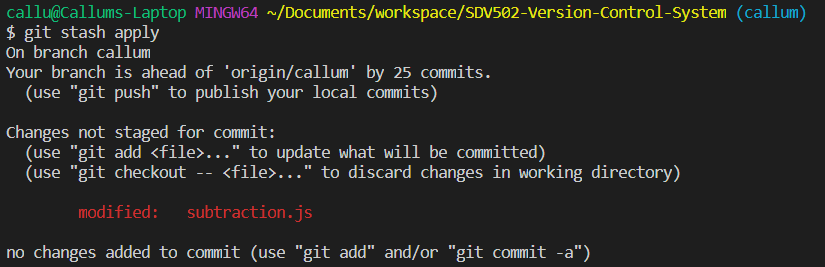 callu@Callums-Laptop MINGW64 ~/Documents/workspace/SDV502-Version-Control-System (callum)
$ git stash apply
On branch callum
Your branch is ahead of 'origin/callum' by 25 commits.
  (use "git push" to publish your local commits)

Changes not staged for commit:
  (use "git add <file>..." to update what will be committed)
  (use "git checkout -- <file>..." to discard changes in working directory)

        modified:   subtraction.js

no changes added to commit (use "git add" and/or "git commit -a")